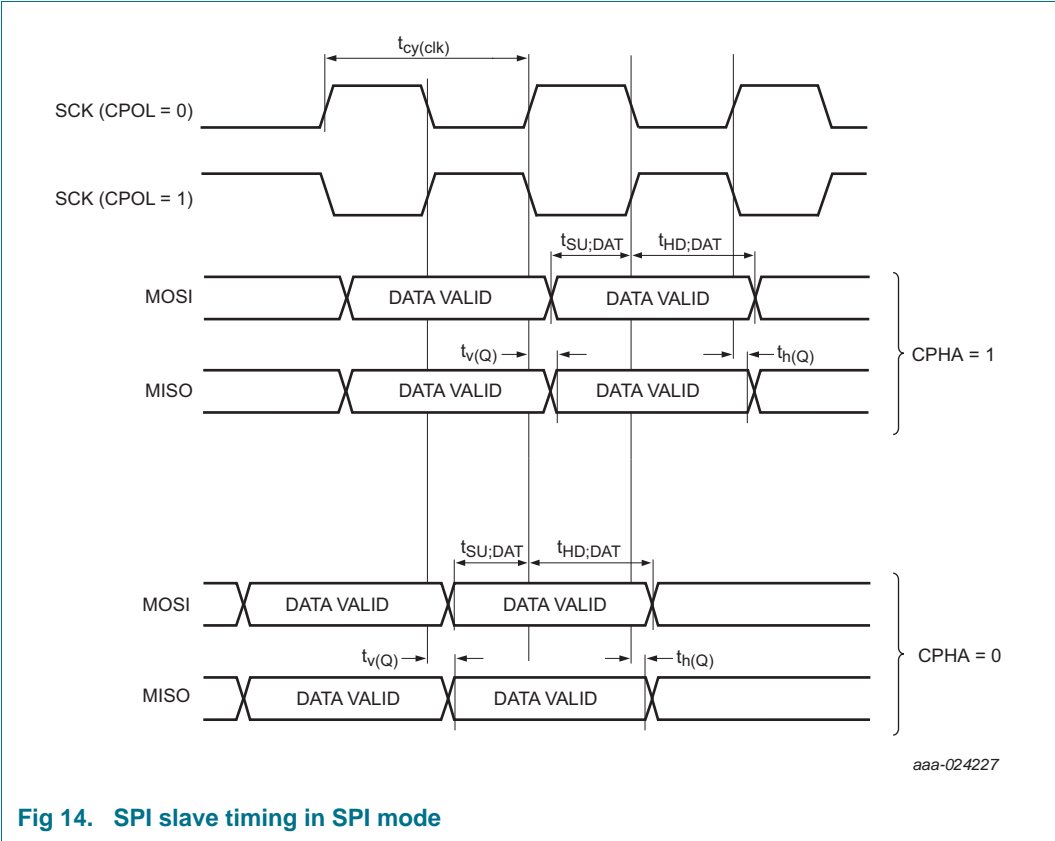 tcy(clk)
SCK (CPOL = 0)
SCK (CPOL = 1)
tSU;DAT tHD;DAT
MOSI DATA VALID DATA VALID
tv(Q) th(Q)
CPHA = 1
MISO DATA VALID DATA VALID
tSU;DAT tHD;DAT
MOSI DATA VALID DATA VALID
tv(Q) th(Q)
CPHA = 0
MISO DATA VALID DATA VALID
aaa-024227
Fig 14. SPI slave timing in SPI mode